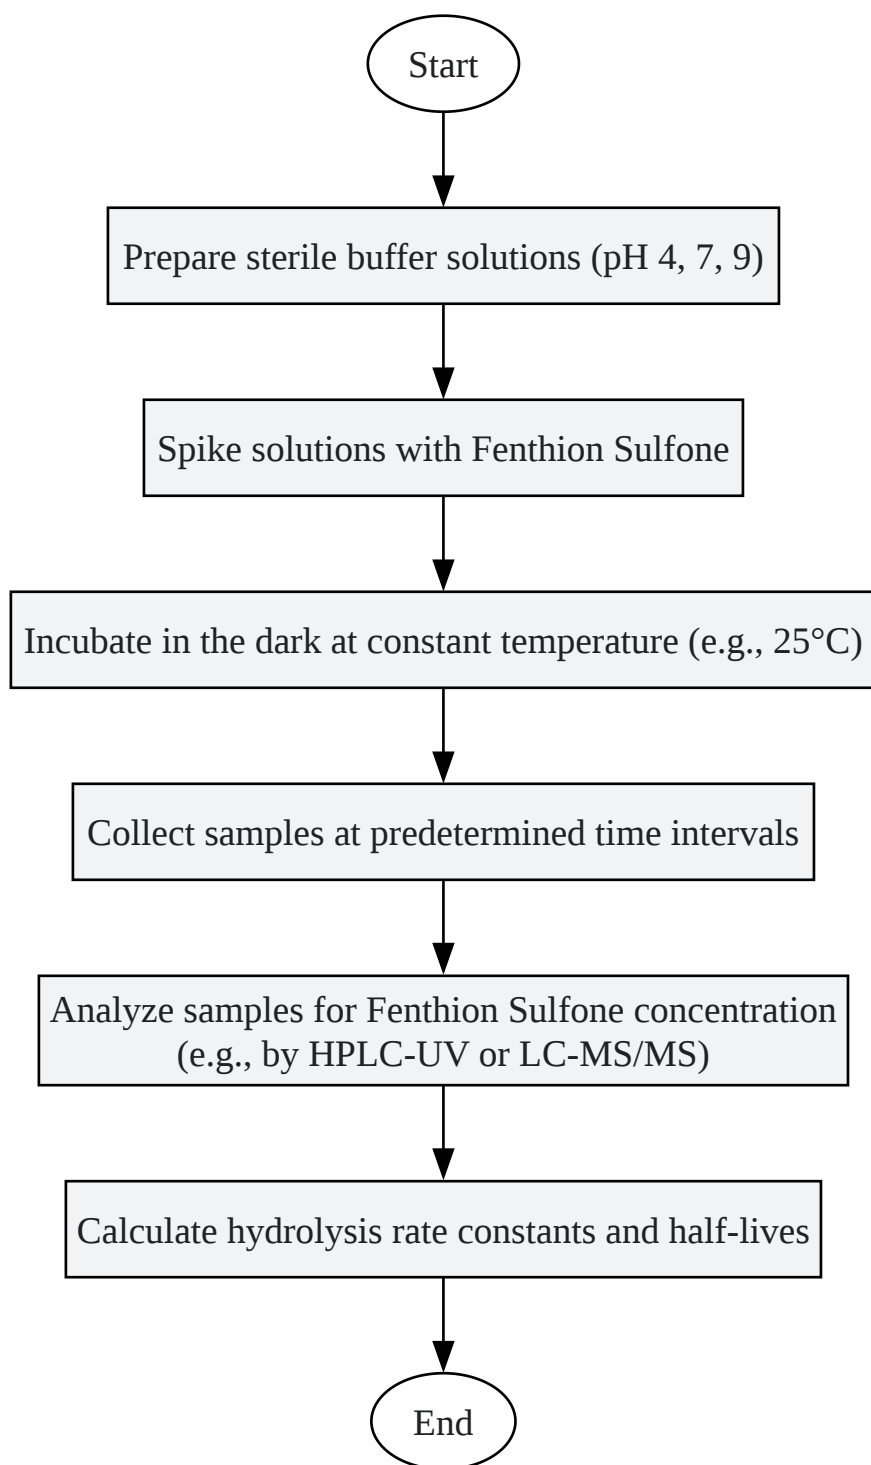 Start
Prepare sterile buffer solutions (pH 4, 7, 9)
Spike solutions with Fenthion Sulfone
Incubate in the dark at constant temperature (e.g., 25°C)
Collect samples at predetermined time intervals
Analyze samples for Fenthion Sulfone concentration
(e.g., by HPLC-UV or LC-MS/MS)
Calculate hydrolysis rate constants and half-lives
End